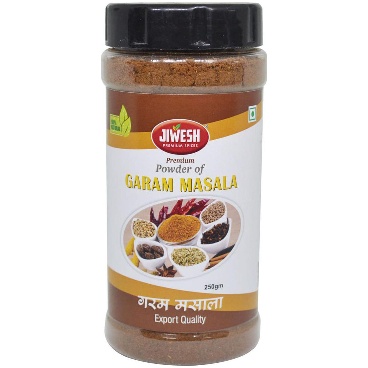 JIWESH
PREMIUM SPICES
Premium
Powder of
GARAM MASALA
250gm
गरम मसाला
Export Quality